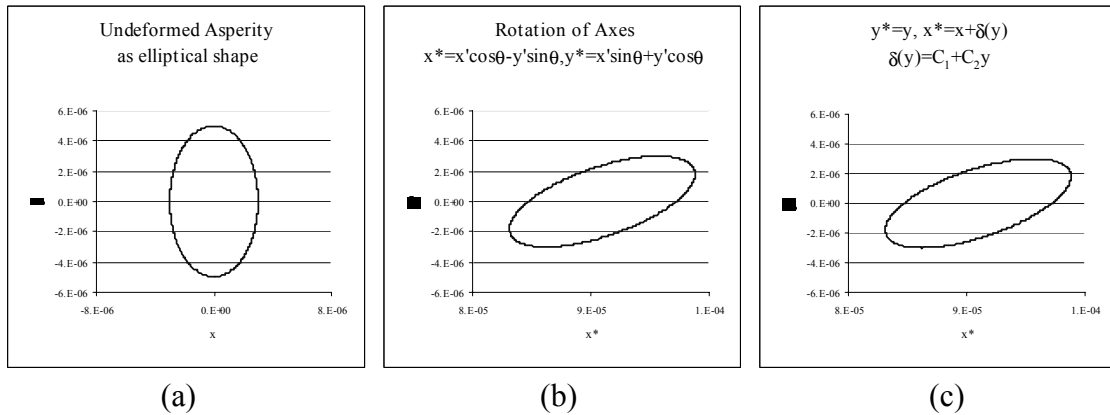 Undeformed Asperity
as elliptical shape
6.E-06
4.E-06
2.E-06
0.E+00
-2.E-06
-4.E-06
-6.E-06
-8.E-06 0.E+00 8.E-06
x
(a)
Rotation of Axes
x*=x'cosθ-y'sinθ,y*=x'sinθ+y'cosθ
6.E-06
4.E-06
2.E-06
0.E+00
-2.E-06
-4.E-06
-6.E-06
8.E-05 9.E-05 1.E-04
x*
(b)
y*=y, x*=x+δ(y)
δ(y)=C₁+C₂y
6.E-06
4.E-06
2.E-06
0.E+00
-2.E-06
-4.E-06
-6.E-06
8.E-05 9.E-05 1.E-04
x*
(c)